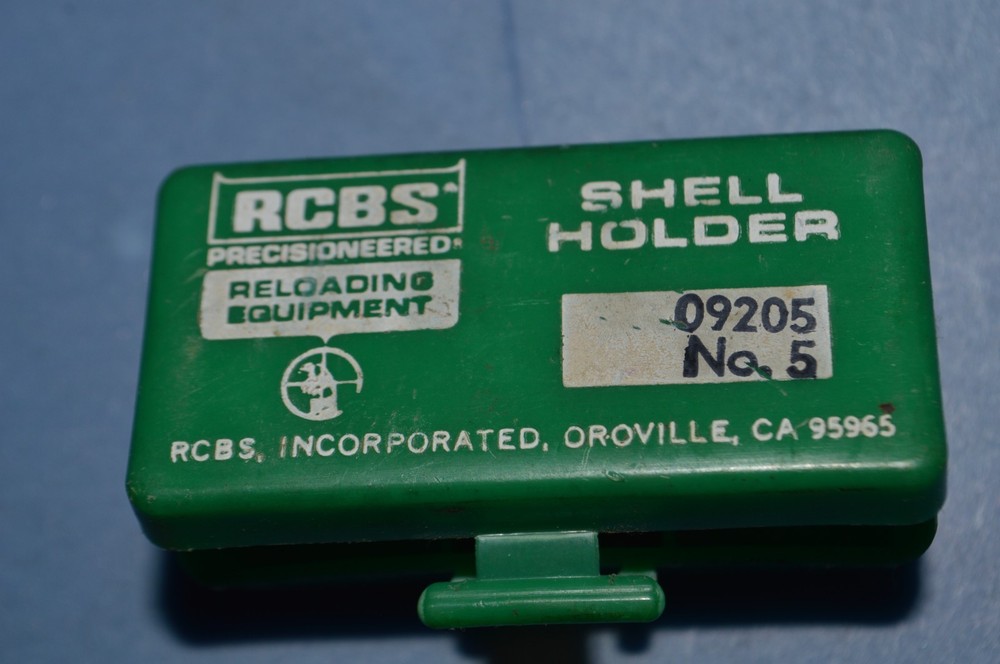 RCBS
PRECISIONEERED
RELOADING
EQUIPMENT
SHELL
HOLDER
09205
No. 5
RCBS, INCORPORATED, OROVILLE, CA 95965